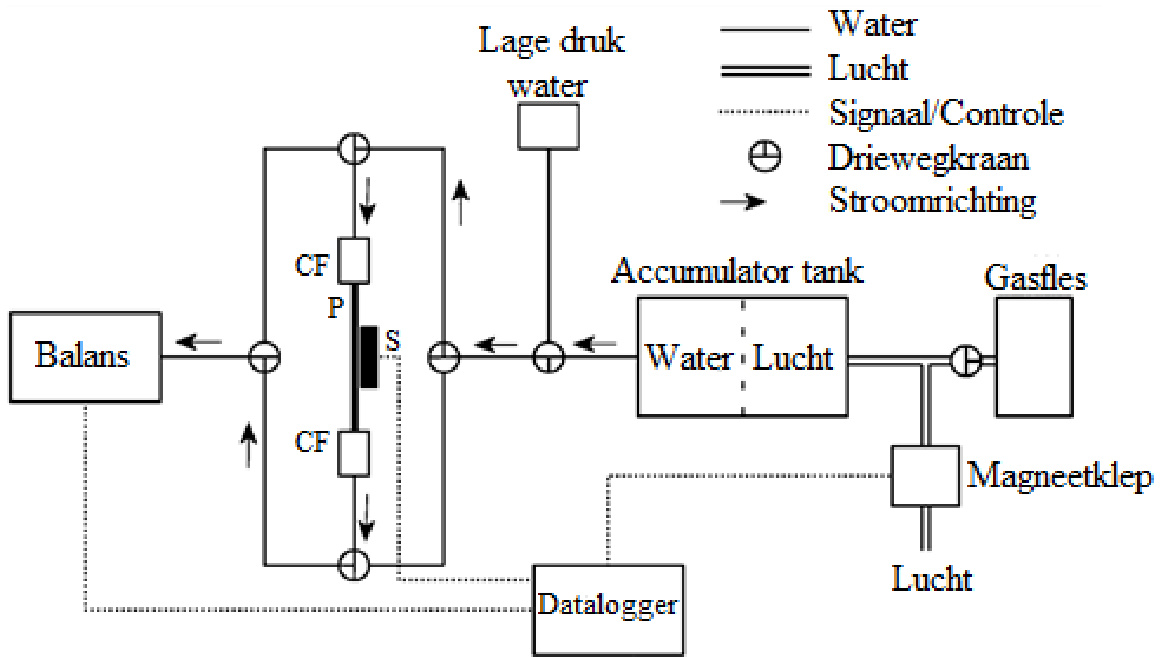 Water
Lucht
Signaal/Controle
Driewegkraan
Stroomrichting
Lage druk
water
CF
P
S
CF
Balans
Accumulator tank
Water
Lucht
Gasfles
Magneetklep
Lucht
Datalogger